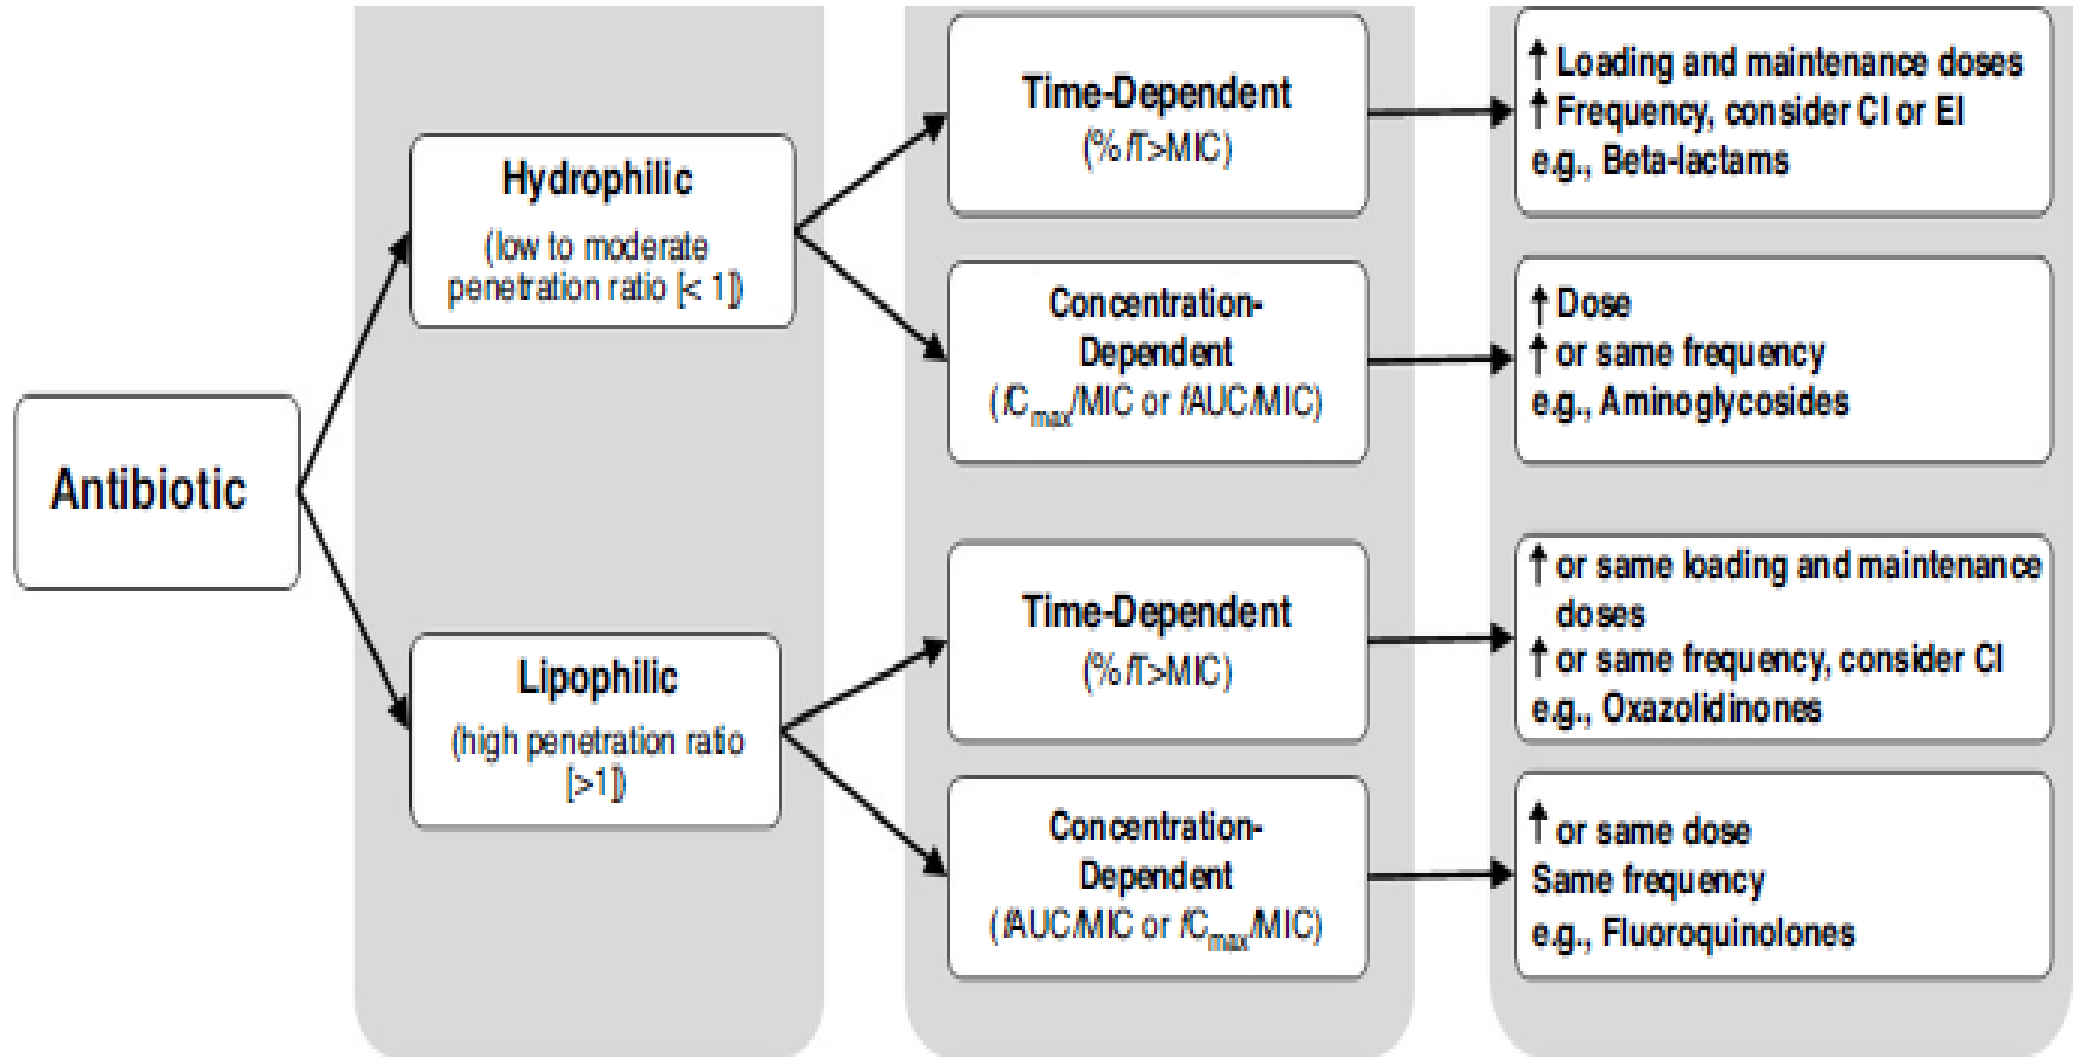 Antibiotic
Hydrophilic
(low to moderate
penetration ratio [< 1])
Lipophilic
(high penetration ratio
[>1])
Time-Dependent
(% fT>MIC)
Concentration-
Dependent
(fCmax/MIC or fAUC/MIC)
Time-Dependent
(% fT>MIC)
Concentration-
Dependent
(fAUC/MIC or fCmax/MIC)
↑ Loading and maintenance doses
↑ Frequency, consider CI or EI
e.g., Beta-lactams
↑ Dose
↑ or same frequency
e.g., Aminoglycosides
↑ or same loading and maintenance
doses
↑ or same frequency, consider CI
e.g., Oxazolidinones
↑ or same dose
Same frequency
e.g., Fluoroquinolones